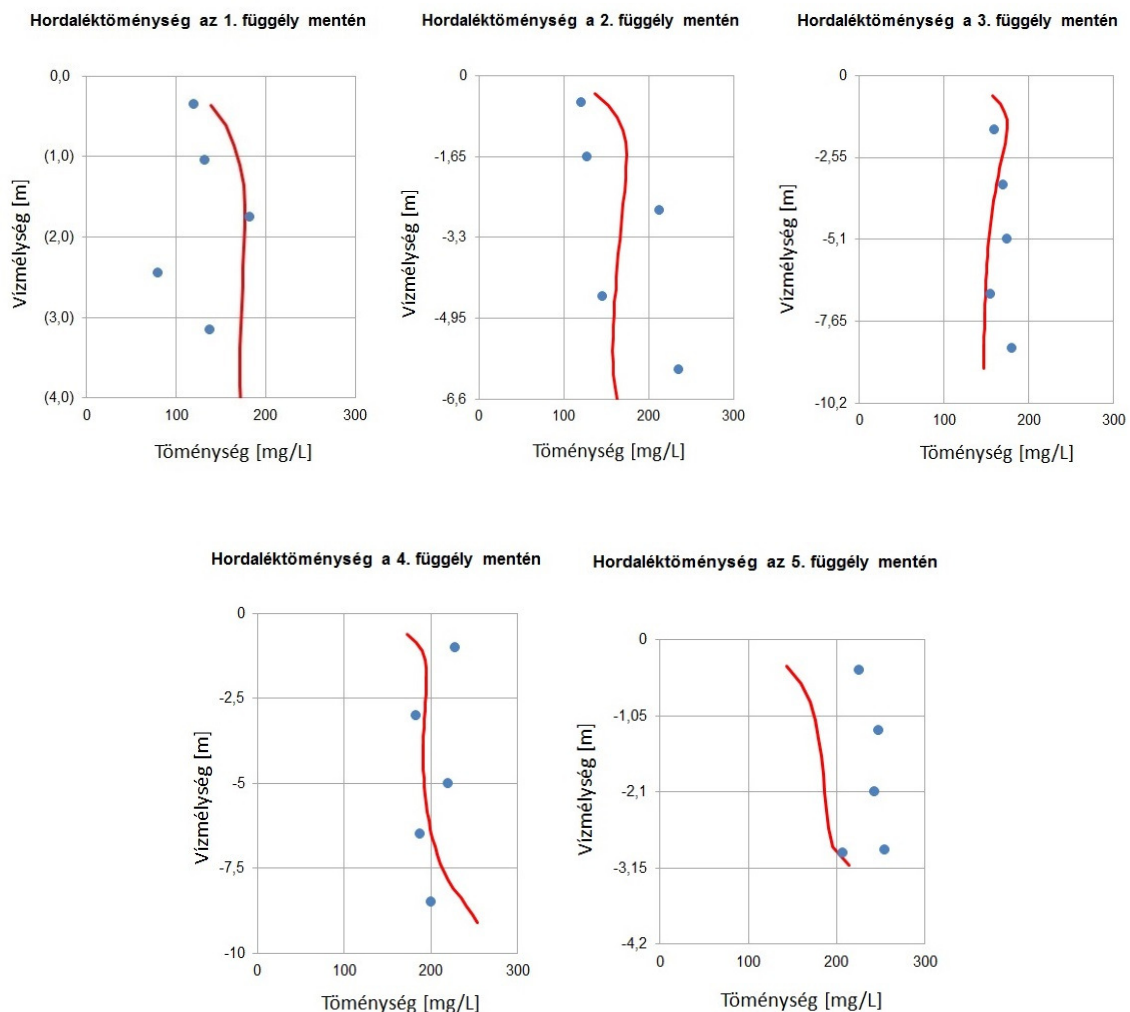 Hordaléktöménység az 1. függély mentén
0,0
(1,0)
(2,0)
(3,0)
(4,0)
0 100 200 300
Vízmélység [m]
Töménység [mg/L]
Hordaléktöménység a 2. függély mentén
0
-1,65
-3,3
-4,95
-6,6
0 100 200 300
Vízmélység [m]
Töménység [mg/L]
Hordaléktöménység a 3. függély mentén
0
-2,55
-5,1
-7,65
-10,2
0 100 200 300
Vízmélység [m]
Töménység [mg/L]
Hordaléktöménység a 4. függély mentén
0
-2,5
-5
-7,5
-10
0 100 200 300
Vízmélység [m]
Töménység [mg/L]
Hordaléktöménység az 5. függély mentén
0
-1,05
-2,1
-3,15
-4,2
0 100 200 300
Vízmélység [m]
Töménység [mg/L]